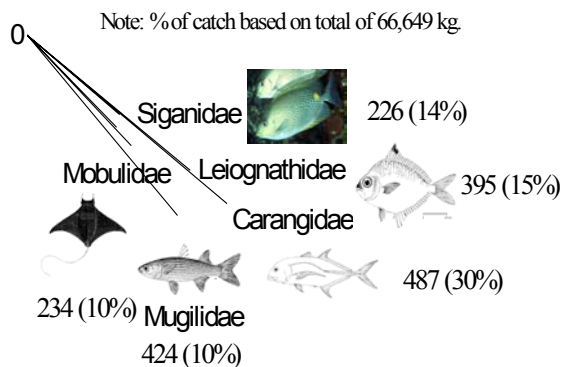 Note: % of catch based on total of 66,649 kg.
0
Siganidae 226 (14%)
Mobulidae Leiognathidae 395 (15%)
Carangidae
487 (30%)
234 (10%) Mugilidae
424 (10%)